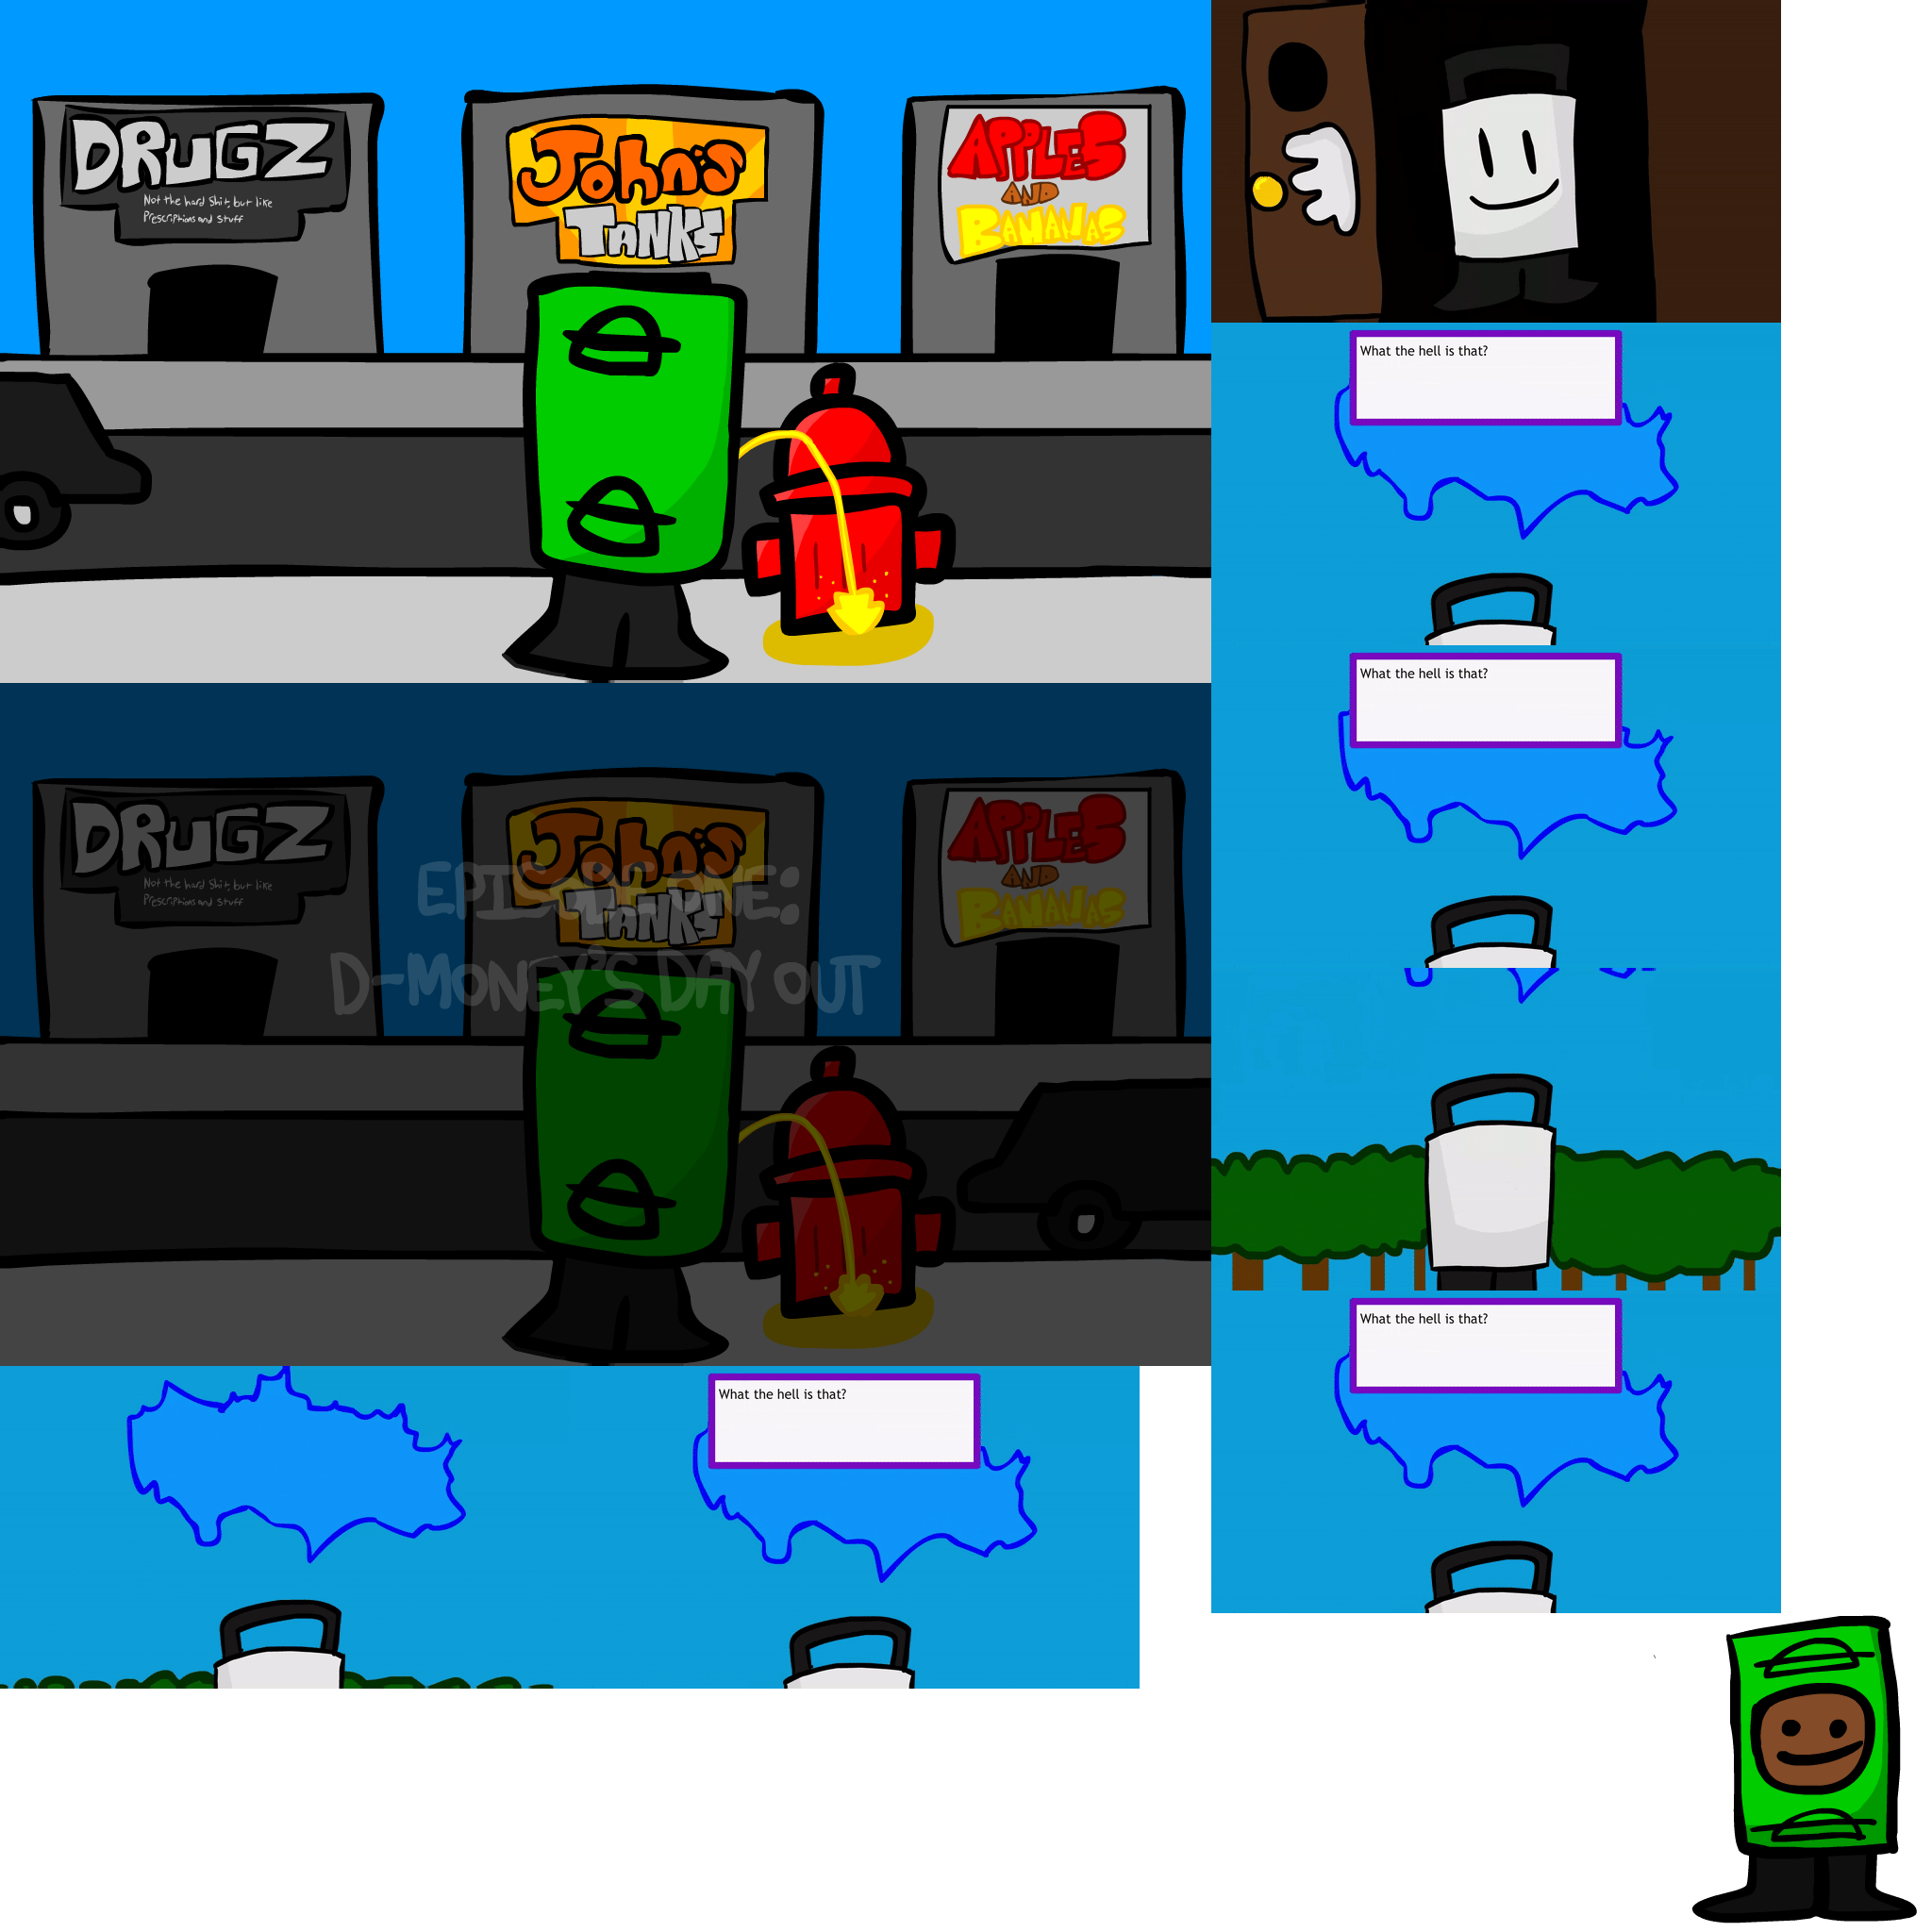 DRUGZ
Not the hard Shit, but like
Prescriptions and stuff
John's
Tanks
APPLES
AND
BANANAS
What the hell is that?
What the hell is that?
DRUGZ
Not the hard Shit, but like
Prescriptions and stuff
John's
Tanks
APPLES
AND
BANANAS
EPISODE ONE:
D-MONEY'S DAY OUT
What the hell is that?
What the hell is that?